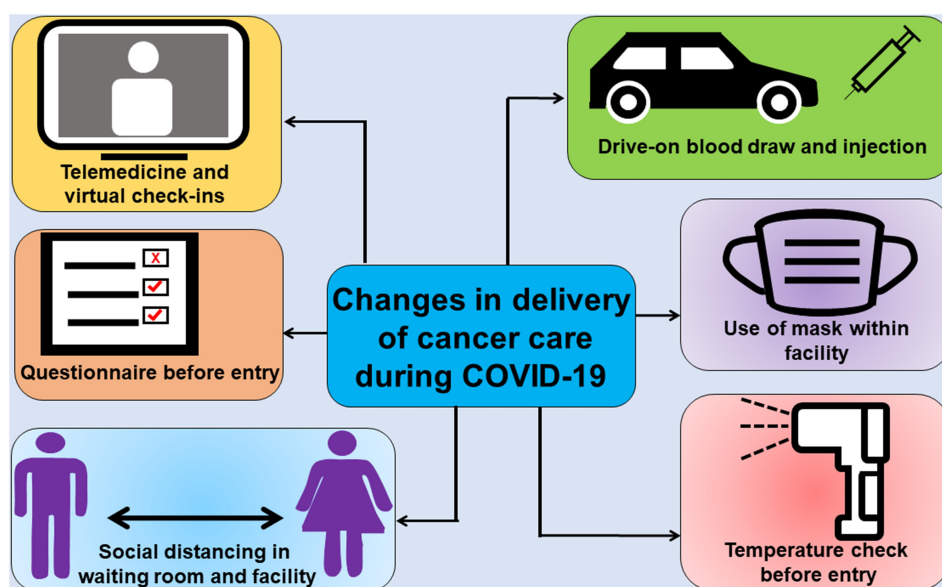 Telemedicine and
virtual check-ins
Drive-on blood draw and injection
X
Questionnaire before entry
Changes in delivery
of cancer care
during COVID-19
Use of mask within
facility
Social distancing in
waiting room and facility
Temperature check
before entry